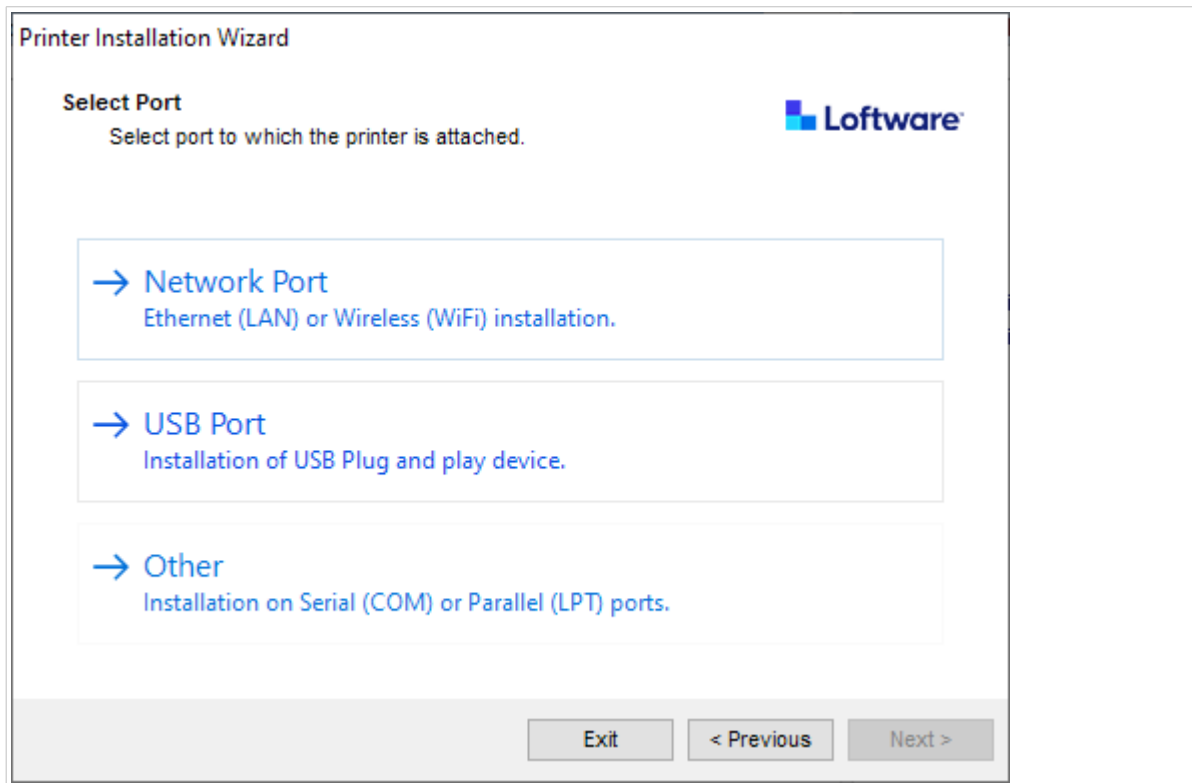 Printer Installation Wizard
Select Port
Select port to which the printer is attached.
Loftware
→ Network Port
Ethernet (LAN) or Wireless (WiFi) installation.
→ USB Port
Installation of USB Plug and play device.
→ Other
Installation on Serial (COM) or Parallel (LPT) ports.
Exit
< Previous
Next >